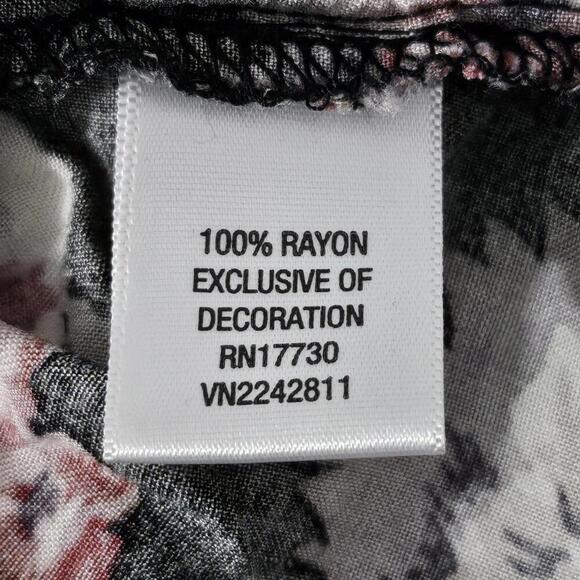 100% RAYON
EXCLUSIVE OF
DECORATION
RN17730
VN2242811